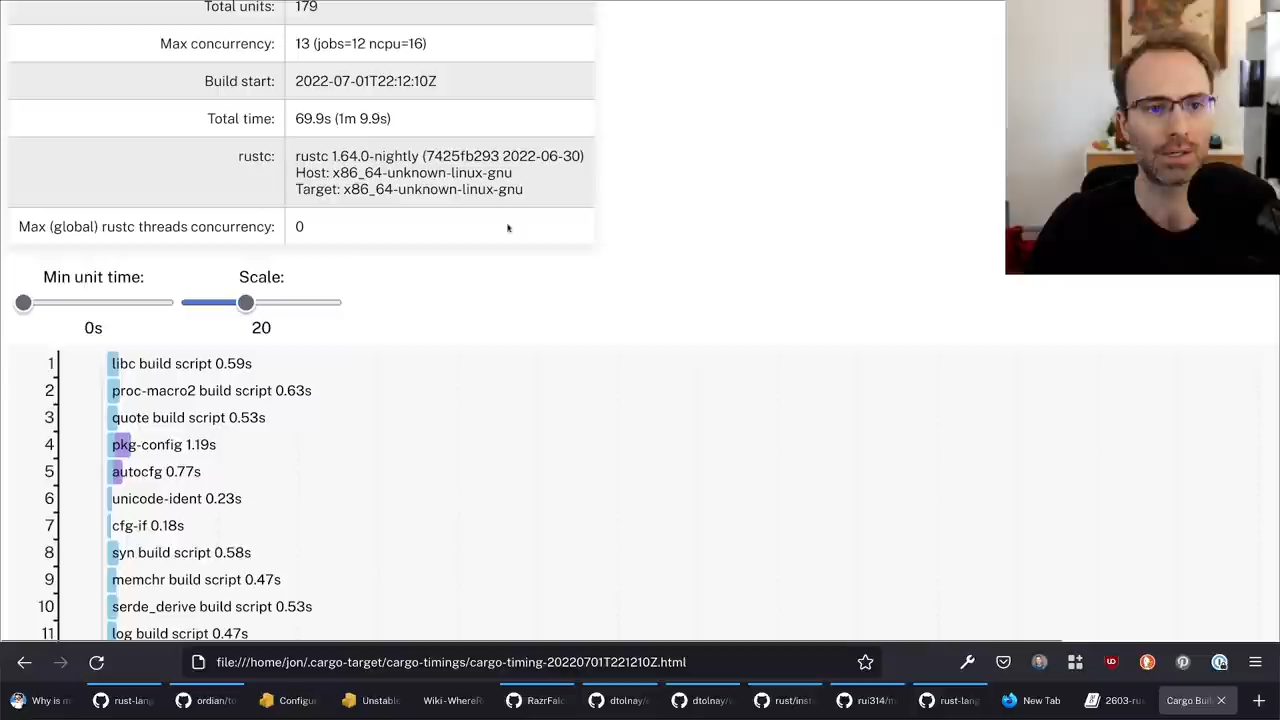 Total units: 179
Max concurrency: 13 (jobs=12 ncpu=16)
Build start: 2022-07-01T22:12:10Z
Total time: 69.9s (1m 9.9s)
rustc: rustc 1.64.0-nightly (7425fb293 2022-06-30)
Host: x86_64-unknown-linux-gnu
Target: x86_64-unknown-linux-gnu
Max (global) rustc threads concurrency: 0
Min unit time: Scale:
0s 20
1 libc build script 0.59s
2 proc-macro2 build script 0.63s
3 quote build script 0.53s
4 pkg-config 1.19s
5 autocfg 0.77s
6 unicode-ident 0.23s
7 cfg-if 0.18s
8 syn build script 0.58s
9 memchr build script 0.47s
10 serde_derive build script 0.53s
11 log build script 0.47s
file:///home/jon/.cargo-target/cargo-timings/cargo-timing-20220701T221210Z.html
Why is m rust-lang ordian/to Configu Unstabl Wiki-WhereR RazrFal dtolnay/ dtolnay/ rust/inst rui314/m rust-lang New Tab 2603-ru Cargo Bui